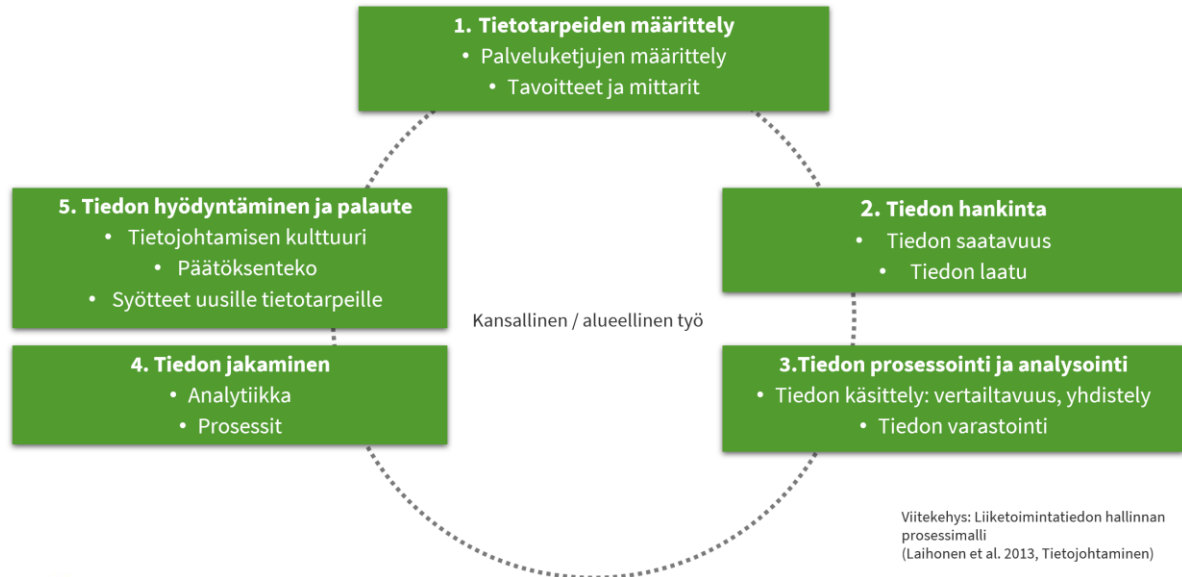 1. Tietotarpeiden määrittely
• Palveluketjujen määrittely
• Tavoitteet ja mittarit
2. Tiedon hankinta
• Tiedon saatavuus
• Tiedon laatu
3.Tiedon prosessointi ja analysointi
• Tiedon käsittely: vertailtavuus, yhdistely
• Tiedon varastointi
4. Tiedon jakaminen
• Analytiikka
• Prosessit
5. Tiedon hyödyntäminen ja palaute
• Tietojohtamisen kulttuuri
• Päätöksenteko
• Syötteet uusille tietotarpeille
Kansallinen / alueellinen työ
Viitekehys: Liiketoimintatiedon hallinnan
prosessimalli
(Laihonen et al. 2013, Tietojohtaminen)